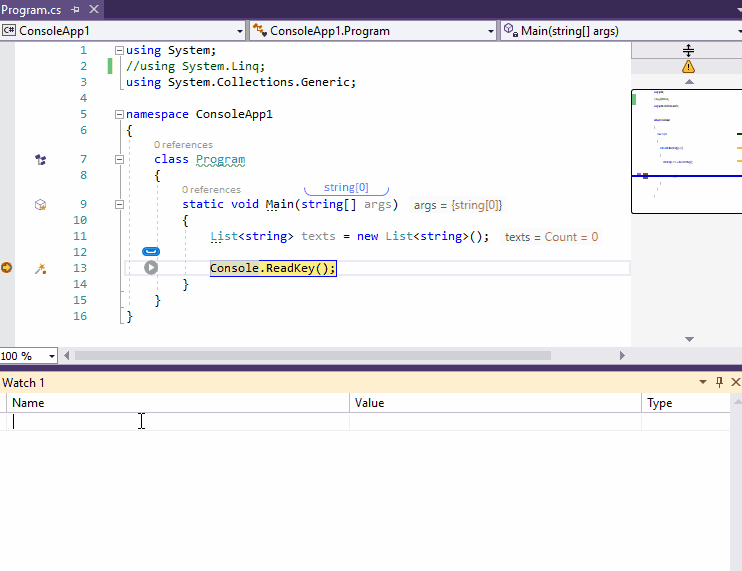 Program.cs
C# ConsoleApp1 ConsoleApp1.Program Main(string[] args)
1 using System;
2 //using System.Linq;
3 using System.Collections.Generic;
4
5 namespace ConsoleApp1
6 {
0 references
7 class Program
8 {
string[0]
0 references
9 static void Main(string[] args) args = {string[0]}
10 {
11 List<string> texts = new List<string>(); texts = Count = 0
12
13 Console.ReadKey();
14 }
15 }
16 }
100 %
Watch 1
Name Value Type